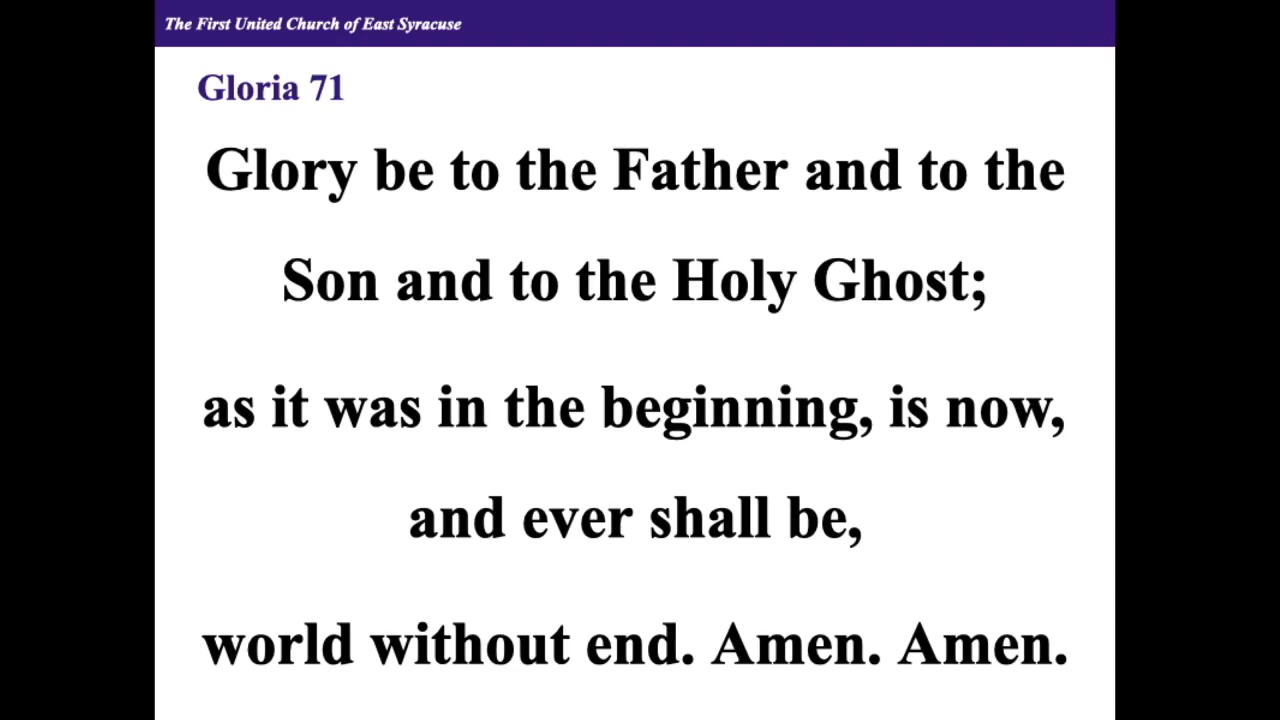 The First United Church of East Syracuse
Gloria 71
Glory be to the Father and to the
Son and to the Holy Ghost;
as it was in the beginning, is now,
and ever shall be,
world without end. Amen. Amen.